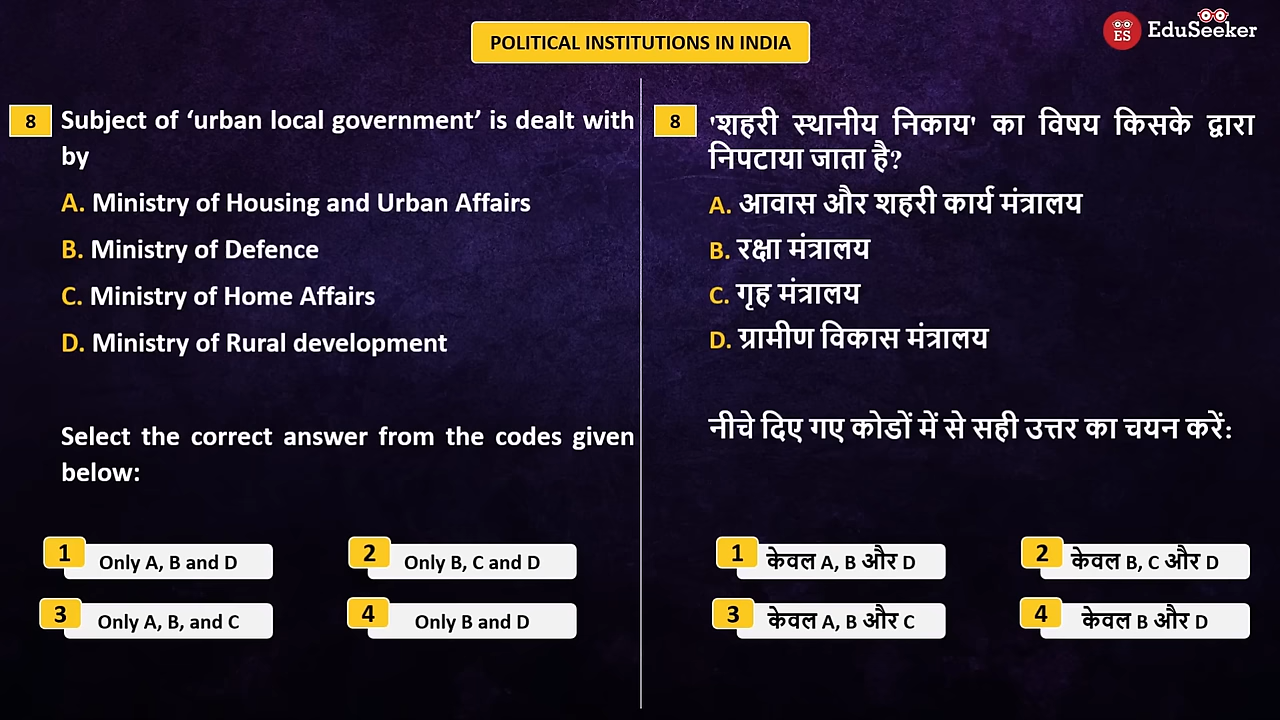 POLITICAL INSTITUTIONS IN INDIA
ES EduSeeker
8 Subject of ‘urban local government’ is dealt with
by
A. Ministry of Housing and Urban Affairs
B. Ministry of Defence
C. Ministry of Home Affairs
D. Ministry of Rural development
Select the correct answer from the codes given
below:
1 Only A, B and D
2 Only B, C and D
3 Only A, B, and C
4 Only B and D
8 'शहरी स्थानीय निकाय' का विषय किसके द्वारा
निपटाया जाता है?
A. आवास और शहरी कार्य मंत्रालय
B. रक्षा मंत्रालय
C. गृह मंत्रालय
D. ग्रामीण विकास मंत्रालय
नीचे दिए गए कोडों में से सही उत्तर का चयन करें:
1 केवल A, B और D
2 केवल B, C और D
3 केवल A, B और C
4 केवल B और D